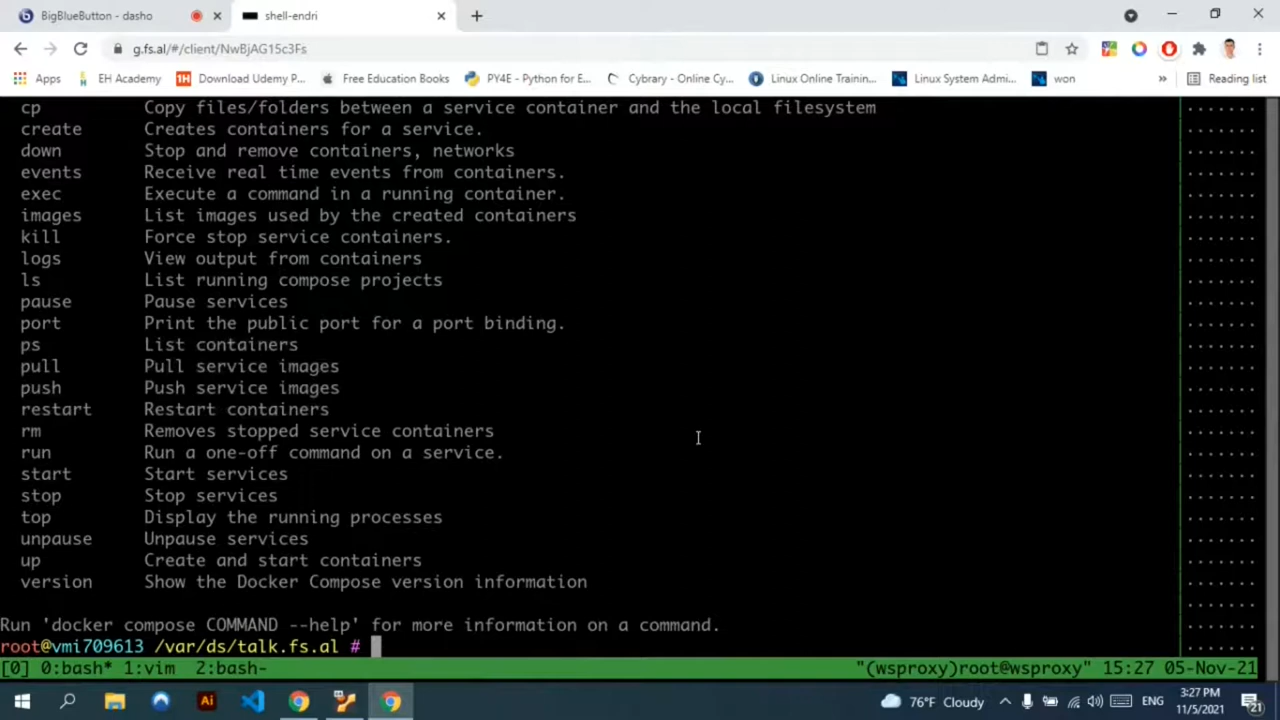 BigBlueButton - dasho
shell-endri
g.fs.al/#/client/NwBjAG15c3Fs
Apps
EH Academy
Download Udemy P...
Free Education Books
PY4E - Python for E...
Cybrary - Online Cy...
Linux Online Trainin...
Linux System Admi...
won
»
Reading list
cp Copy files/folders between a service container and the local filesystem
create Creates containers for a service.
down Stop and remove containers, networks
events Receive real time events from containers.
exec Execute a command in a running container.
images List images used by the created containers
kill Force stop service containers.
logs View output from containers
ls List running compose projects
pause Pause services
port Print the public port for a port binding.
ps List containers
pull Pull service images
push Push service images
restart Restart containers
rm Removes stopped service containers
run Run a one-off command on a service.
start Start services
stop Stop services
top Display the running processes
unpause Unpause services
up Create and start containers
version Show the Docker Compose version information
Run 'docker compose COMMAND --help' for more information on a command.
root@vmi709613 /var/ds/talk.fs.al #
[0] 0:bash* 1:vim 2:bash- "(wsproxy)root@wsproxy" 15:27 05-Nov-21
Ai
76°F Cloudy
ENG
3:27 PM
11/5/2021
21